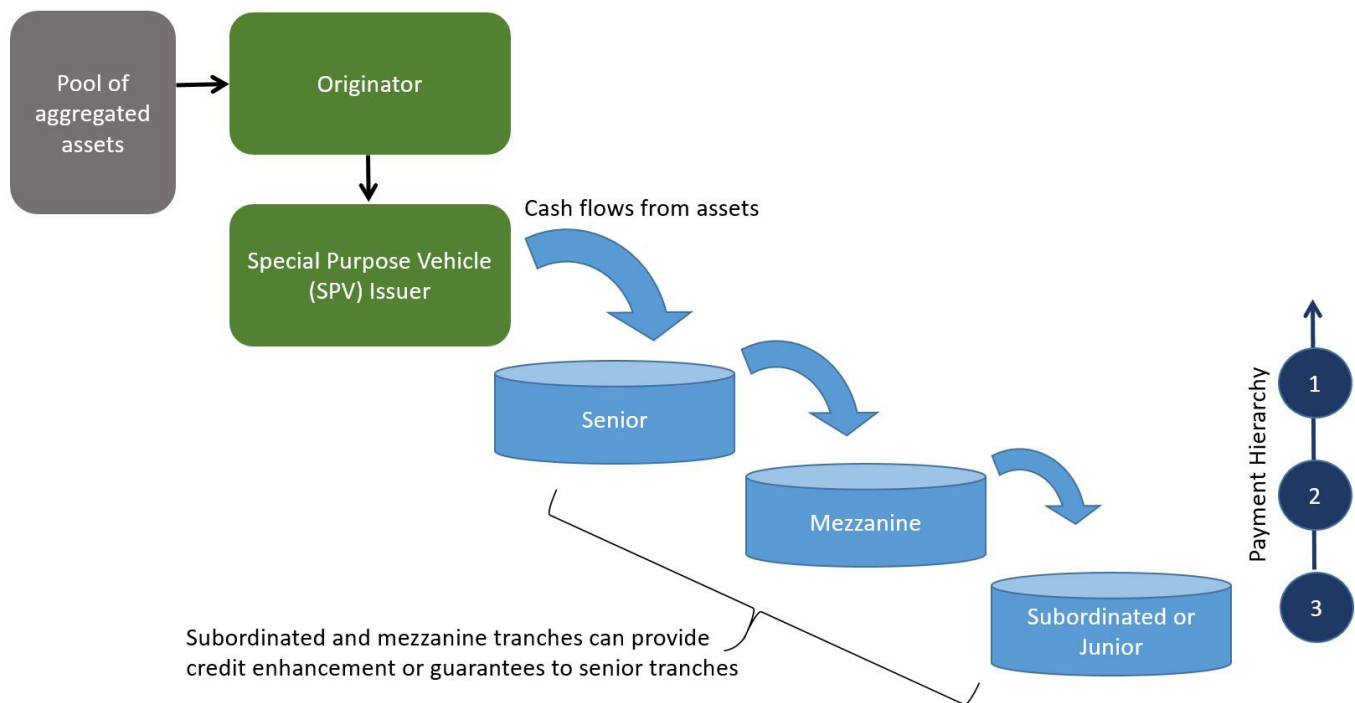 Pool of
aggregated
assets
Originator
Special Purpose Vehicle
(SPV) Issuer
Cash flows from assets
Senior
Mezzanine
Subordinated or
Junior
Payment Hierarchy
1
2
3
Subordinated and mezzanine tranches can provide
credit enhancement or guarantees to senior tranches